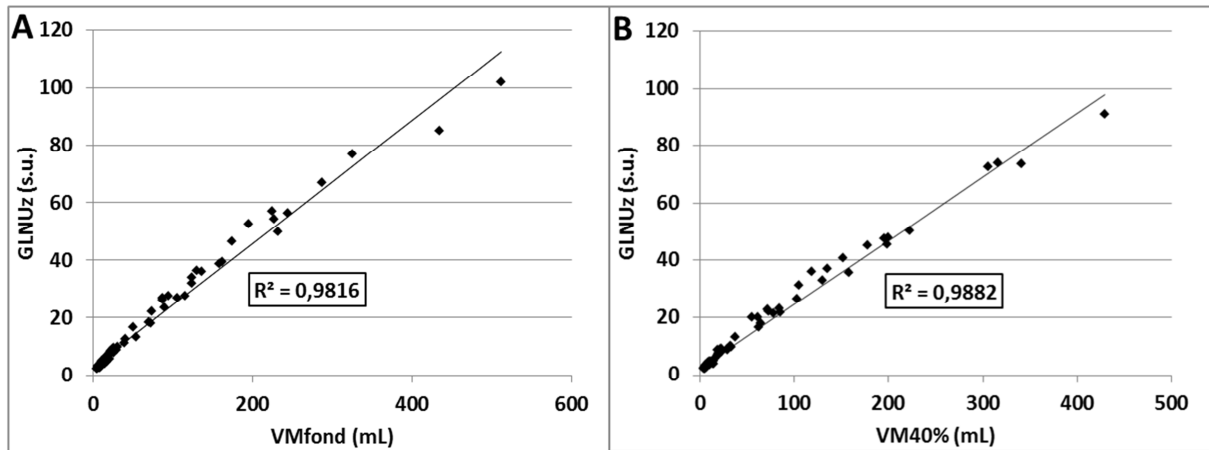 A
120
100
80
60
40
20
0
GLNUz (s.u.)
R² = 0,9816
0 200 400 600
VMfond (mL)
B
120
100
80
60
40
20
0
GLNUz (s.u.)
R² = 0,9882
0 100 200 300 400 500
VM40% (mL)